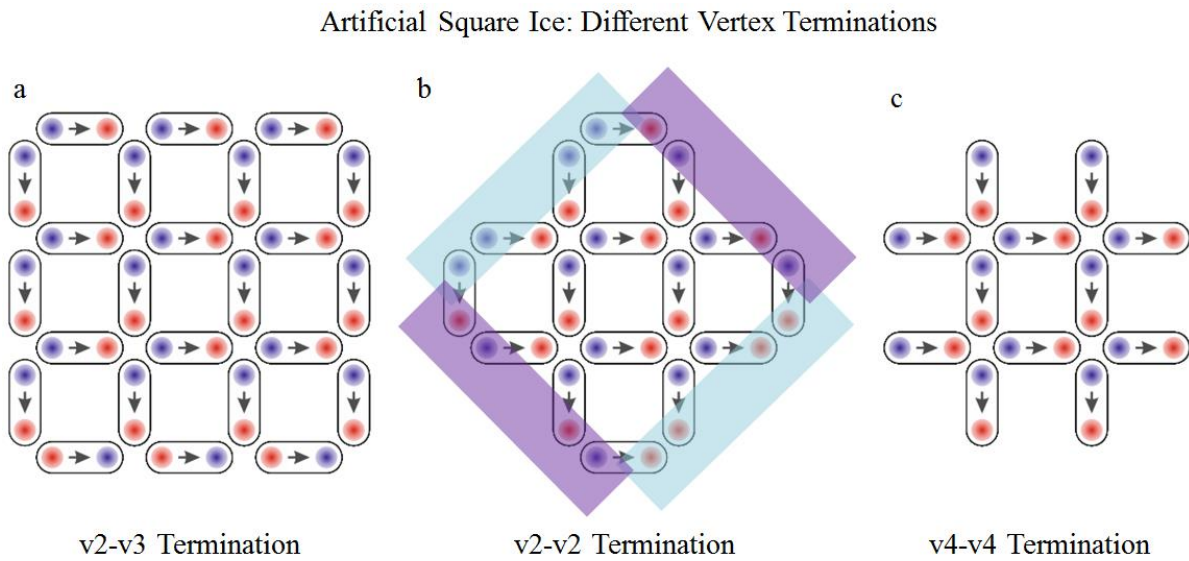 Artificial Square Ice: Different Vertex Terminations
a
b
c
v2-v3 Termination
v2-v2 Termination
v4-v4 Termination